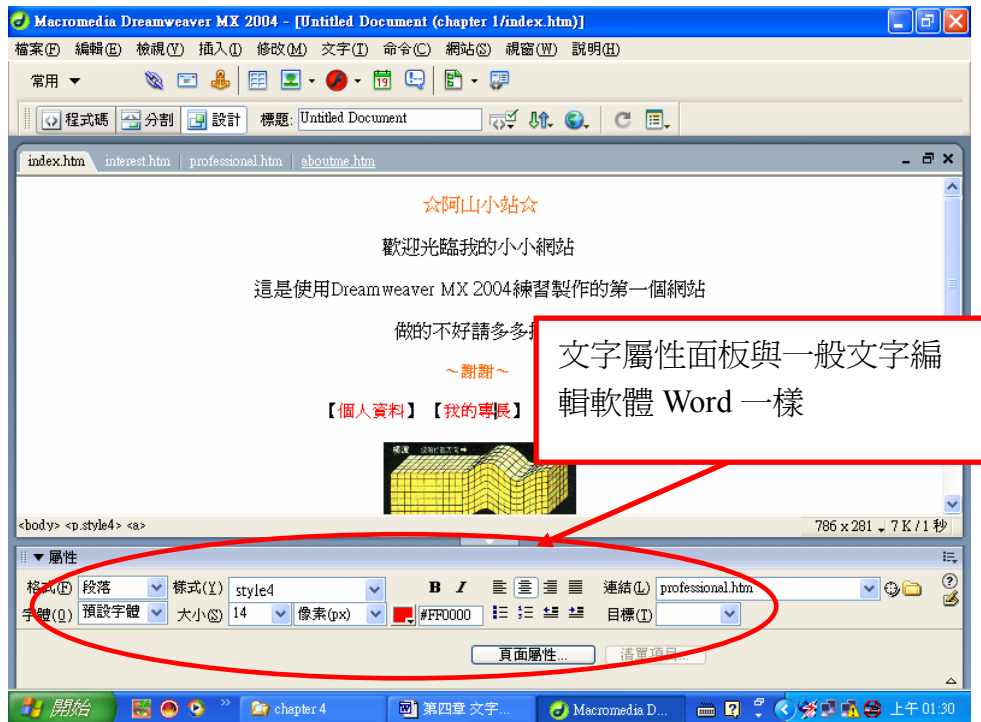 Macromedia Dreamweaver MX 2004 - [Untitled Document (chapter 1/index.htm)]
檔案(F) 編輯(E) 檢視(V) 插入(I) 修改(M) 文字(T) 命令(C) 網站(S) 視窗(W) 說明(H)
常用
程式碼 分割 設計 標題: Untitled Document
index.htm interest.htm professional.htm aboutme.htm
☆阿山小站☆
歡迎光臨我的小小網站
這是使用Dreamweaver MX 2004練習製作的第一個網站
做的不好請多多
～謝謝～
【個人資料】【我的專長】
文字屬性面板與一般文字編
輯軟體 Word 一樣
<body> <p.style4> <a>
786 x 281 7 K / 1 秒
屬性
格式(F) 段落 樣式(Y) style4 B I 連結(L) professional.htm
字體(O) 預設字體 大小(S) 14 像素(px) #FF0000 目標(T)
頁面屬性... 清單項目...
開始 chapter 4 第四章 文字... Macromedia D... 上午 01:30